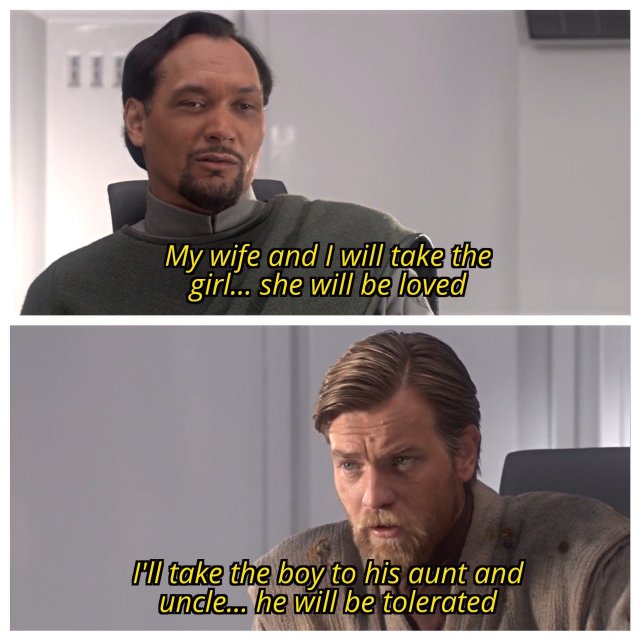 My wife and I will take the
girl... she will be loved
I'll take the boy to his aunt and
uncle... he will be tolerated